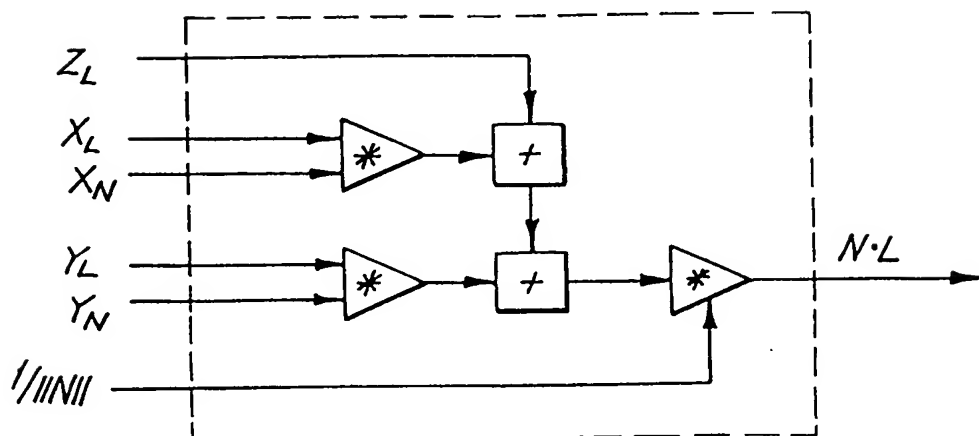 Z_L
X_L
*
+
X_N
Y_L
*
+
*
N·L
Y_N
1/||N||